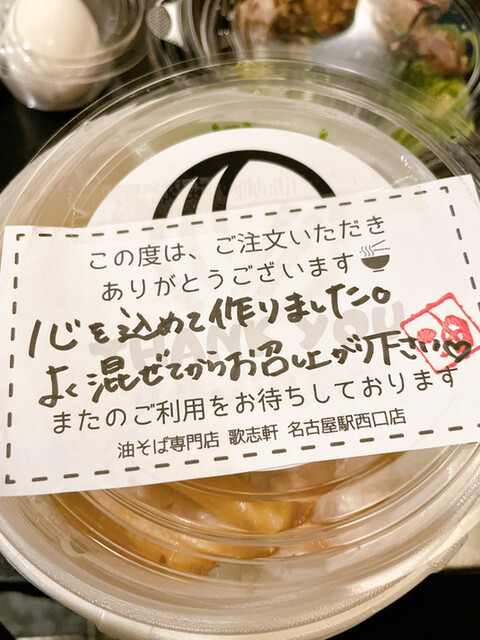 この度は、ご注文いただき
ありがとうございます
THANK YOU
心を込めて作りました。
よく混ぜてからお召し上がり下さい♡
またのご利用をお待ちしております
油そば専門店 歌志軒 名古屋駅西口店